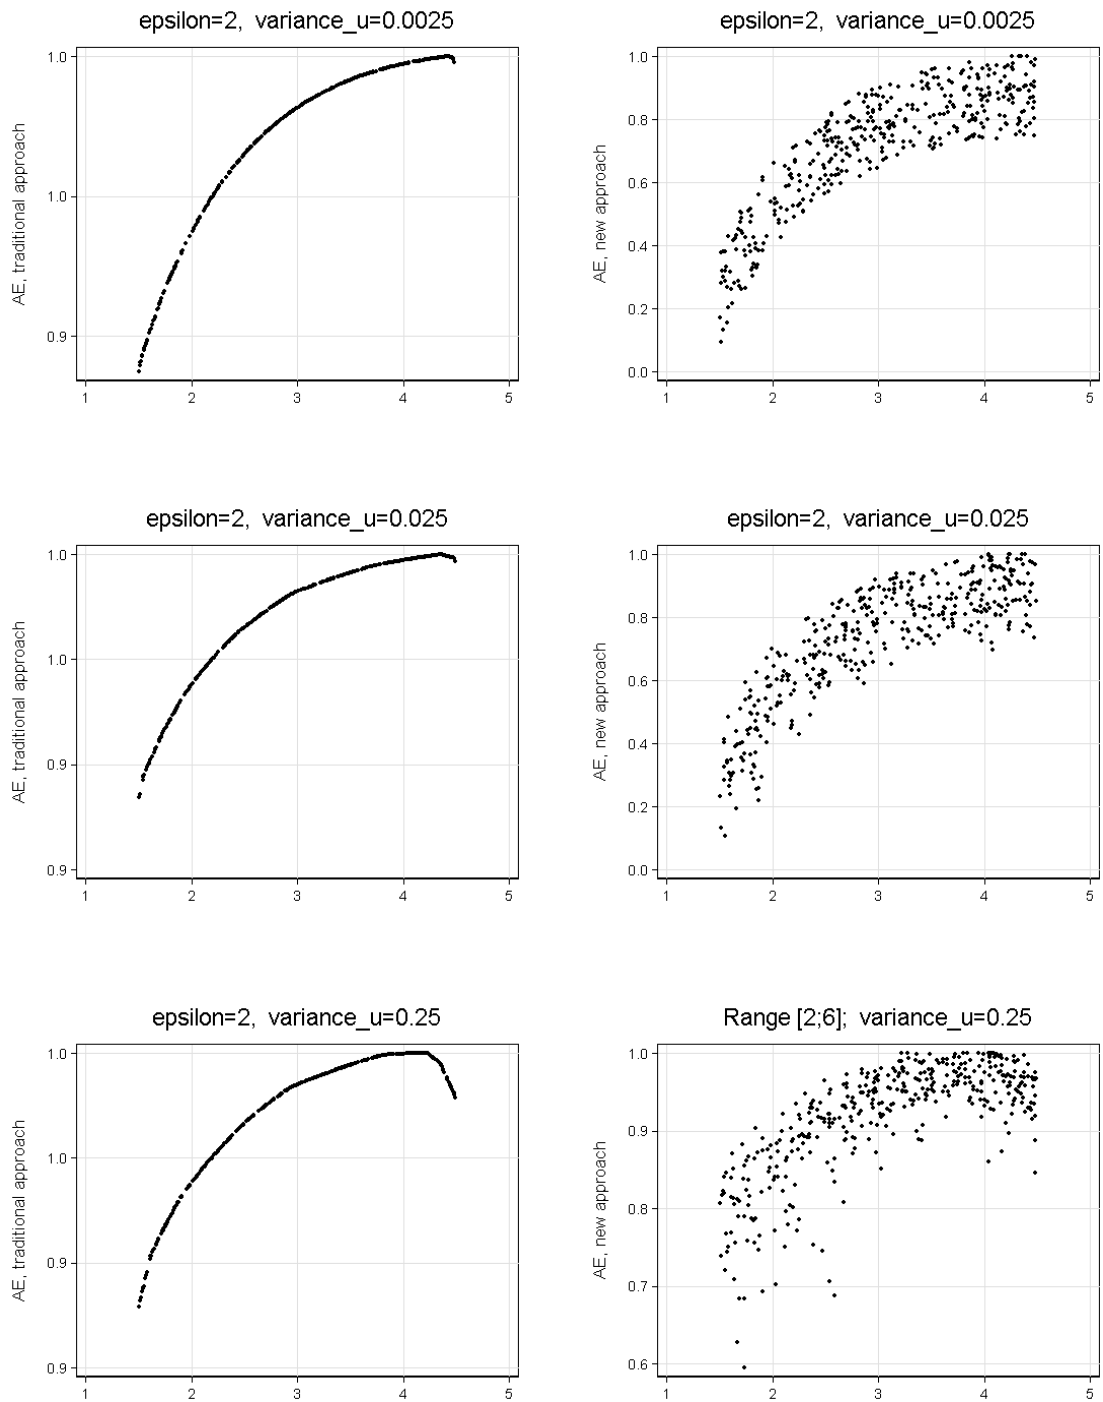 epsilon=2, variance_u=0.0025
AE, traditional approach
1.0
1.0
0.9
1 2 3 4 5
epsilon=2, variance_u=0.0025
AE, new approach
1.0
0.8
0.6
0.4
0.2
0.0
1 2 3 4 5
epsilon=2, variance_u=0.025
AE, traditional approach
1.0
1.0
0.9
0.9
1 2 3 4 5
epsilon=2, variance_u=0.025
AE, new approach
1.0
0.8
0.6
0.4
0.2
0.0
1 2 3 4 5
epsilon=2, variance_u=0.25
AE, traditional approach
1.0
1.0
0.9
0.9
1 2 3 4 5
Range [2;6]; variance_u=0.25
AE, new approach
1.0
0.9
0.8
0.7
0.6
1 2 3 4 5